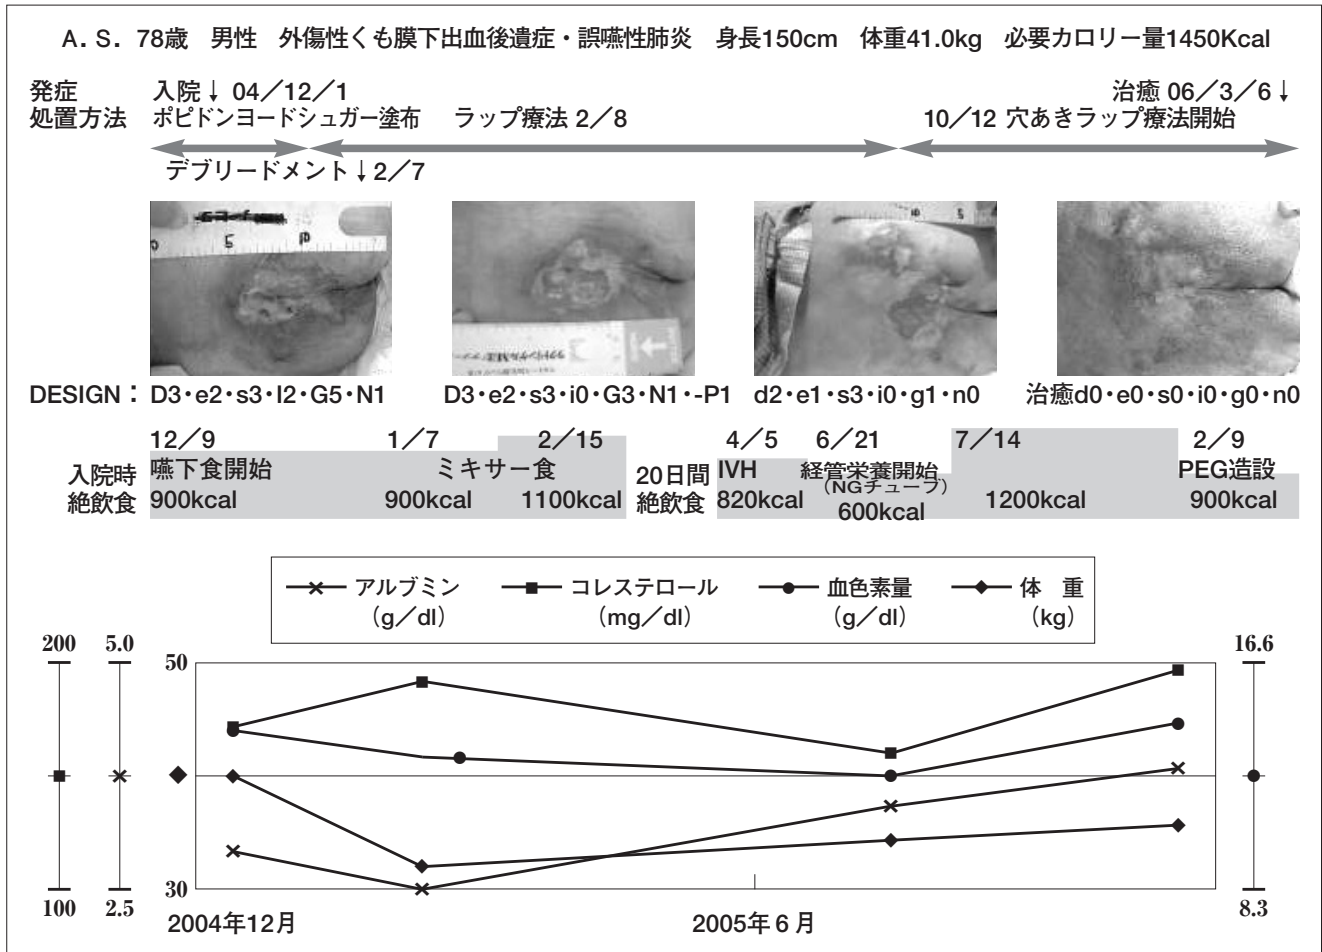 A．S．78歳　男性　外傷性くも膜下出血後遺症・誤嚥性肺炎　身長150cm　体重41.0kg　必要カロリー量1450Kcal
発症　入院↓ 04／12／1　治癒 06／3／6↓
処置方法　ポピドンヨードシュガー塗布　ラップ療法 2／8　10／12 穴あきラップ療法開始
デブリードメント↓2／7
DESIGN：D3・e2・s3・I2・G5・N1　D3・e2・s3・i0・G3・N1・-P1　d2・e1・s3・i0・g1・n0　治癒d0・e0・s0・i0・g0・n0
12／9　1／7　2／15　4／5　6／21　7／14　2／9
入院時　嚥下食開始　ミキサー食　20日間　IVH　経管栄養開始　PEG造設
（NGチューブ）
絶飲食　900kcal　900kcal　1100kcal　絶飲食　820kcal　600kcal　1200kcal　900kcal
アルブミン　コレステロール　血色素量　体　重
（g／dl）　（mg／dl）　（g／dl）　（kg）
200　5.0　50　16.6
100　2.5　30　8.3
2004年12月　2005年6月